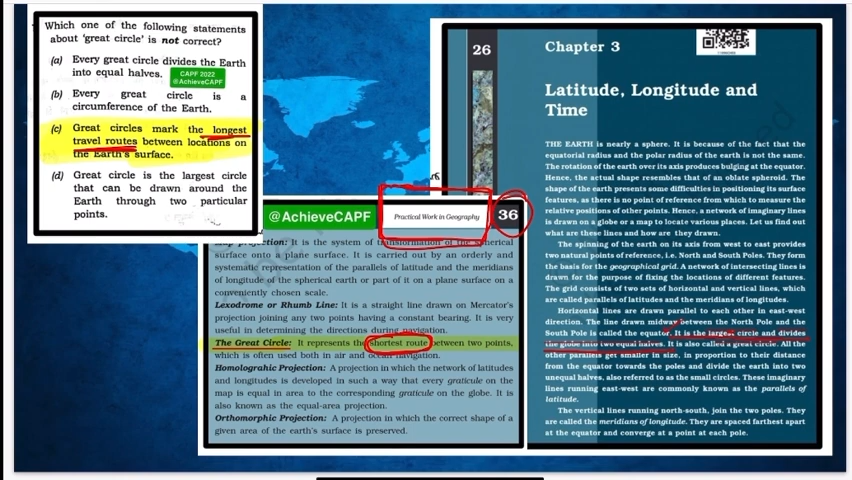 Which one of the following statements
about ‘great circle’ is not correct?
(a) Every great circle divides the Earth
into equal halves.
CAPF 2022
@AchieveCAPF
(b) Every great circle is a
circumference of the Earth.
(c) Great circles mark the longest
travel routes between locations on
the Earth's surface.
(d) Great circle is the largest circle
that can be drawn around the
Earth through two particular
points.
@AchieveCAPF
Practical Work in Geography
36
Map projection: It is the system of transformation of the spherical
surface onto a plane surface. It is carried out by an orderly and
systematic representation of the parallels of latitude and the meridians
of longitude of the spherical earth or part of it on a plane surface on
a conveniently chosen scale.
Lexodrome or Rhumb Line: It is a straight line drawn on Mercator's
projection joining any two points having a constant bearing. It is very
useful in determining the directions during navigation.
The Great Circle: It represents the shortest route between two points,
which is often used both in air and ocean navigation.
Homolograhic Projection: A projection in which the network of latitudes
and longitudes is developed in such a way that every graticule on the
map is equal in area to the corresponding graticule on the globe. It is
also known as the equal-area projection.
Orthomorphic Projection: A projection in which the correct shape of a
given area of the earth's surface is preserved.
26
Chapter 3
Latitude, Longitude and
Time
THE EARTH is nearly a sphere. It is because of the fact that the
equatorial radius and the polar radius of the earth is not the same.
The rotation of the earth over its axis produces bulging at the equator.
Hence, the actual shape resembles that of an oblate spheroid. The
shape of the earth presents some difficulties in positioning its surface
features, as there is no point of reference from which to measure the
relative positions of other points. Hence, a network of imaginary lines
is drawn on a globe or a map to locate various places. Let us find out
what are these lines and how are they drawn.
The spinning of the earth on its axis from west to east provides
two natural points of reference, i.e. North and South Poles. They form
the basis for the geographical grid. A network of intersecting lines is
drawn for the purpose of fixing the locations of different features.
The grid consists of two sets of horizontal and vertical lines, which
are called parallels of latitudes and the meridians of longitudes.
Horizontal lines are drawn parallel to each other in east-west
direction. The line drawn midway between the North Pole and the
South Pole is called the equator. It is the largest circle and divides
the globe into two equal halves. It is also called a great circle. All the
other parallels get smaller in size, in proportion to their distance
from the equator towards the poles and divide the earth into two
unequal halves, also referred to as the small circles. These imaginary
lines running east-west are commonly known as the parallels of
latitude.
The vertical lines running north-south, join the two poles. They
are called the meridians of longitude. They are spaced farthest apart
at the equator and converge at a point at each pole.